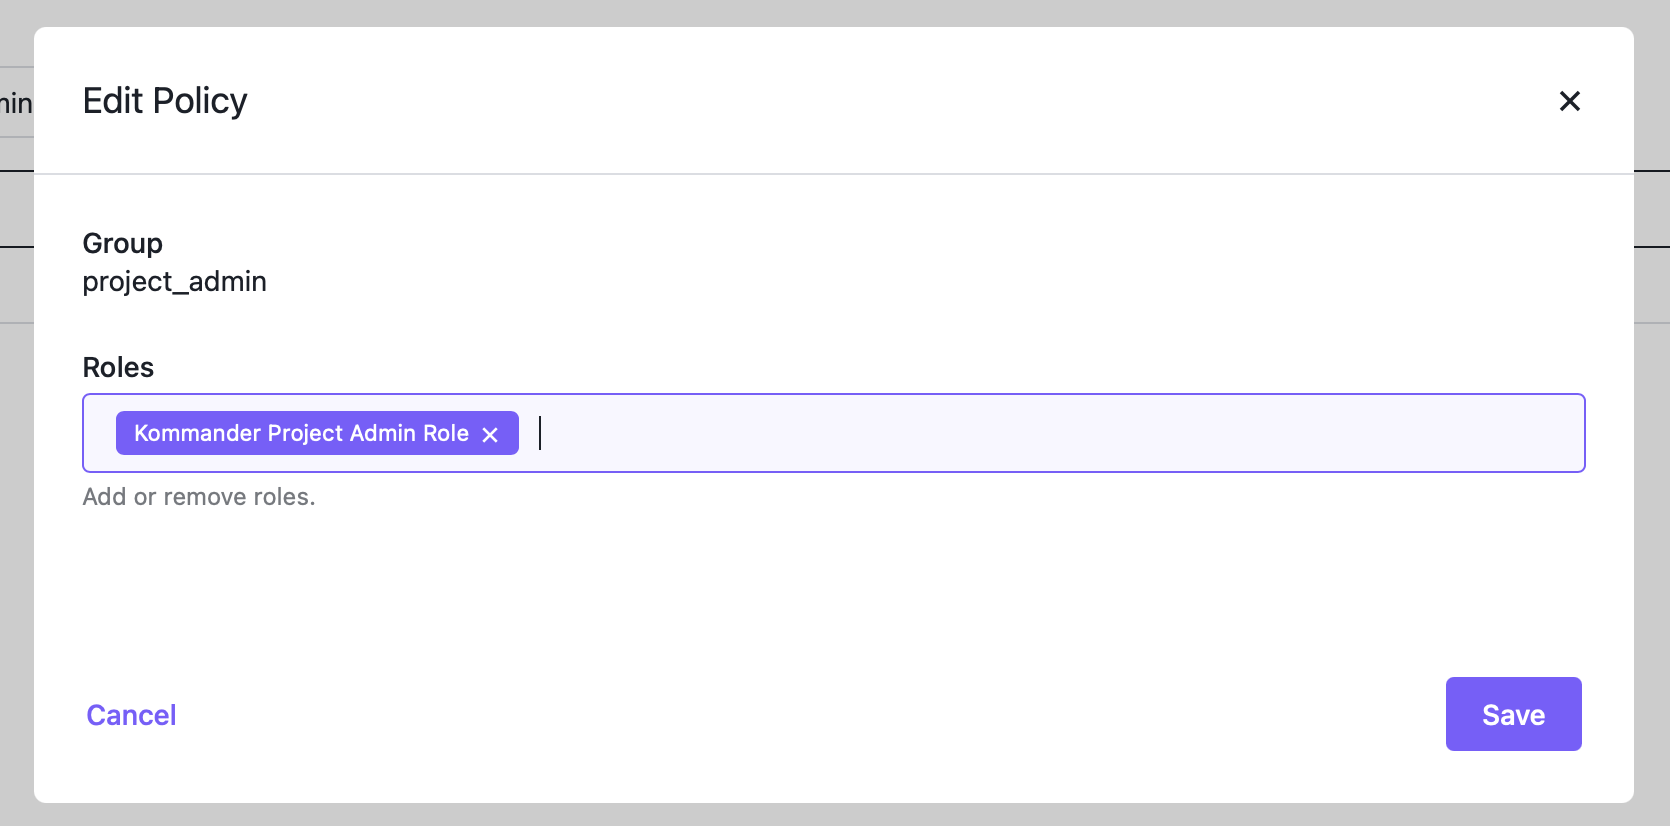 Edit Policy
Group
project_admin
Roles
Kommander Project Admin Role
Add or remove roles.
Cancel
Save